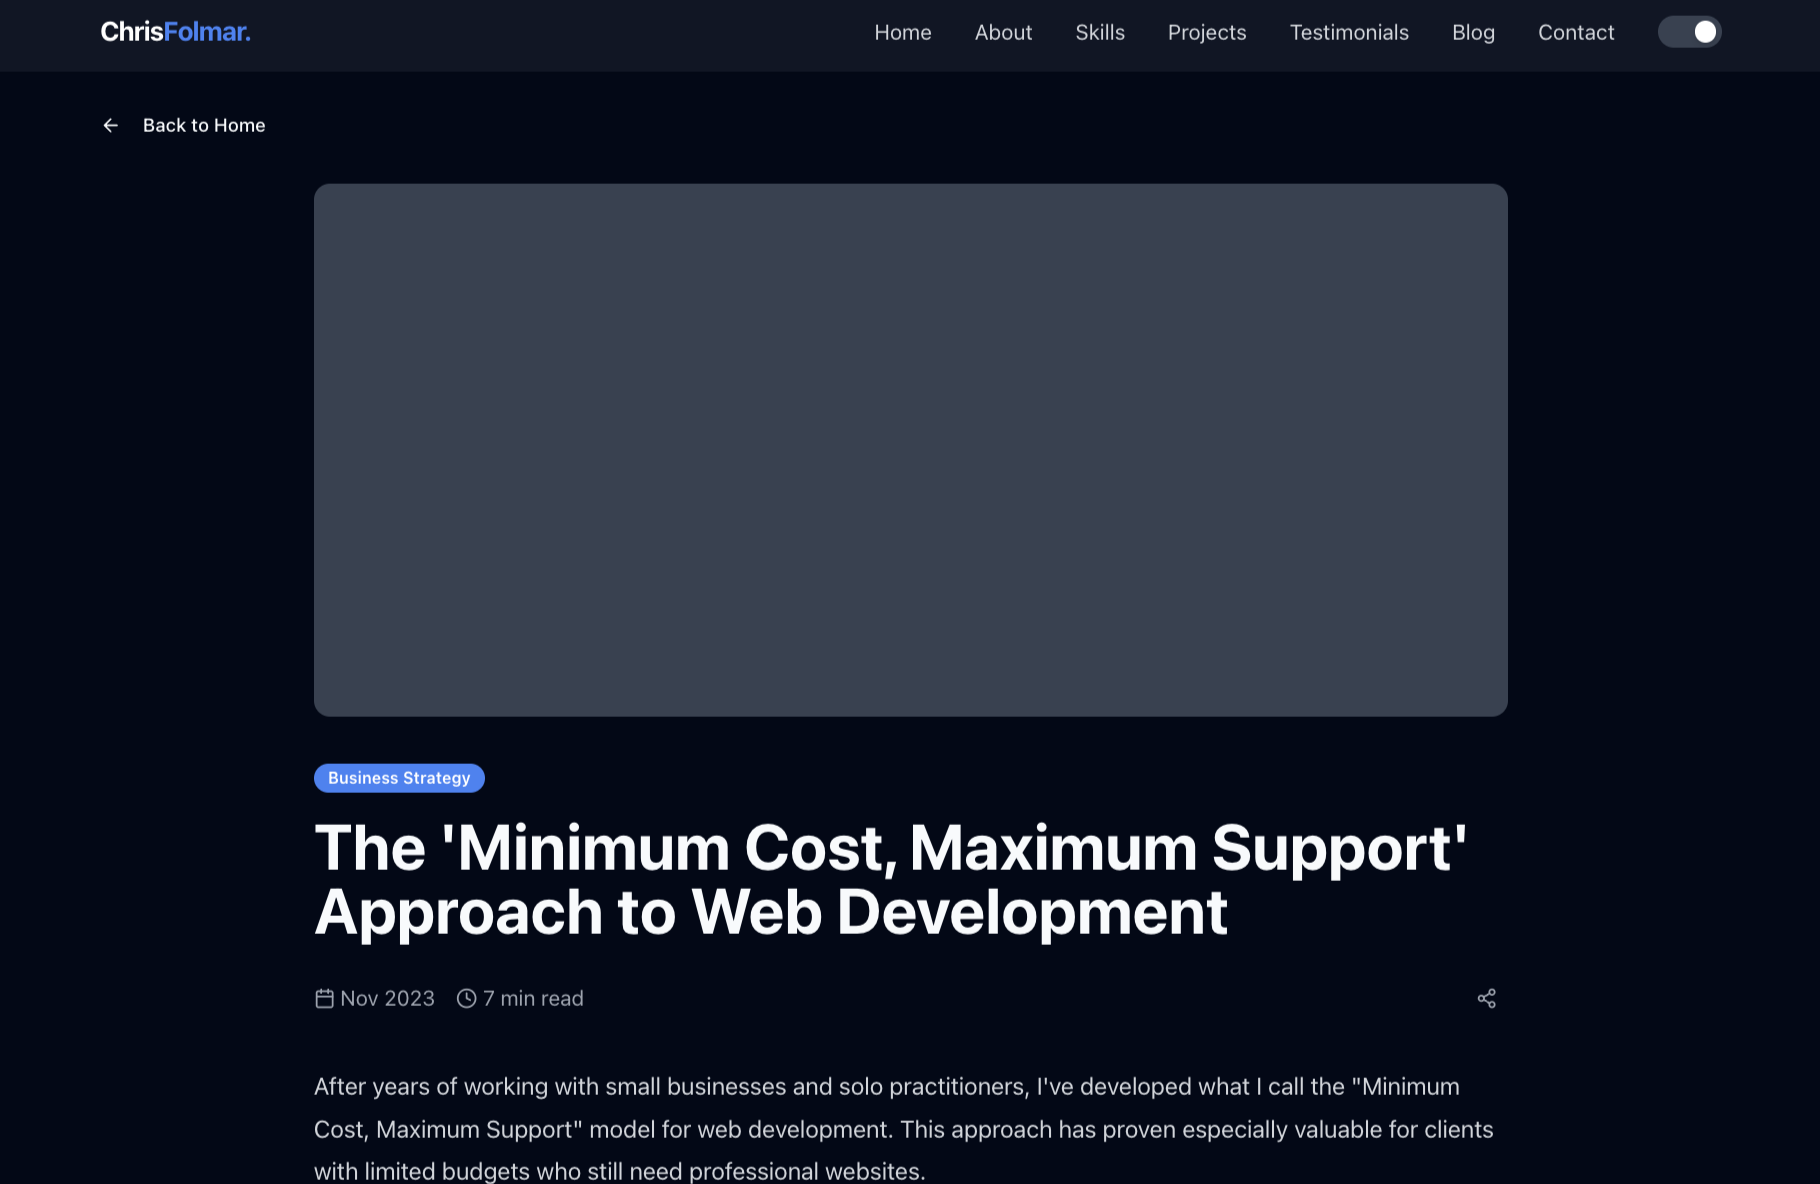 ChrisFolmar.
Home About Skills Projects Testimonials Blog Contact
Back to Home
Business Strategy
The 'Minimum Cost, Maximum Support'
Approach to Web Development
Nov 2023 7 min read
After years of working with small businesses and solo practitioners, I've developed what I call the "Minimum
Cost, Maximum Support" model for web development. This approach has proven especially valuable for clients
with limited budgets who still need professional websites.